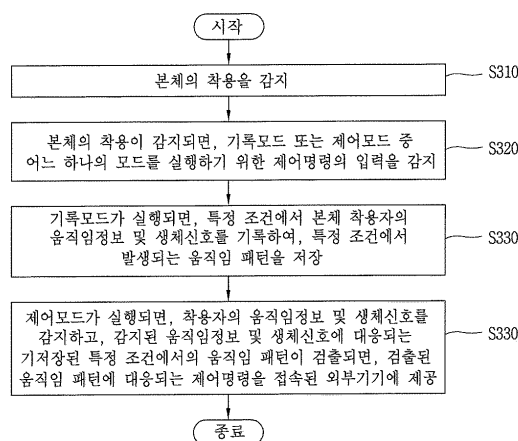 시작
본체의 착용을 감지
S310
본체의 착용이 감지되면, 기록모드 또는 제어모드 중
어느 하나의 모드를 실행하기 위한 제어명령의 입력을 감지
S320
기록모드가 실행되면, 특정 조건에서 본체 착용자의
움직임정보 및 생체신호를 기록하여, 특정 조건에서
발생되는 움직임 패턴을 저장
S330
제어모드가 실행되면, 착용자의 움직임정보 및 생체신호를
감지하고, 감지된 움직임정보 및 생체신호에 대응되는
기저장된 특정 조건에서의 움직임 패턴이 검출되면, 검출된
움직임 패턴에 대응되는 제어명령을 접속된 외부기기에 제공
S330
종료